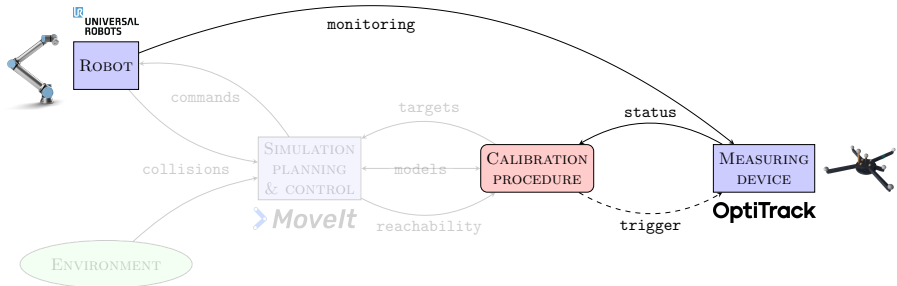 UR
UNIVERSAL
ROBOTS
monitoring
ROBOT
commands
targets
status
SIMULATION
PLANNING
& CONTROL
models
CALIBRATION
PROCEDURE
MEASURING
DEVICE
collisions
MoveIt
OptiTrack
reachability
trigger
ENVIRONMENT